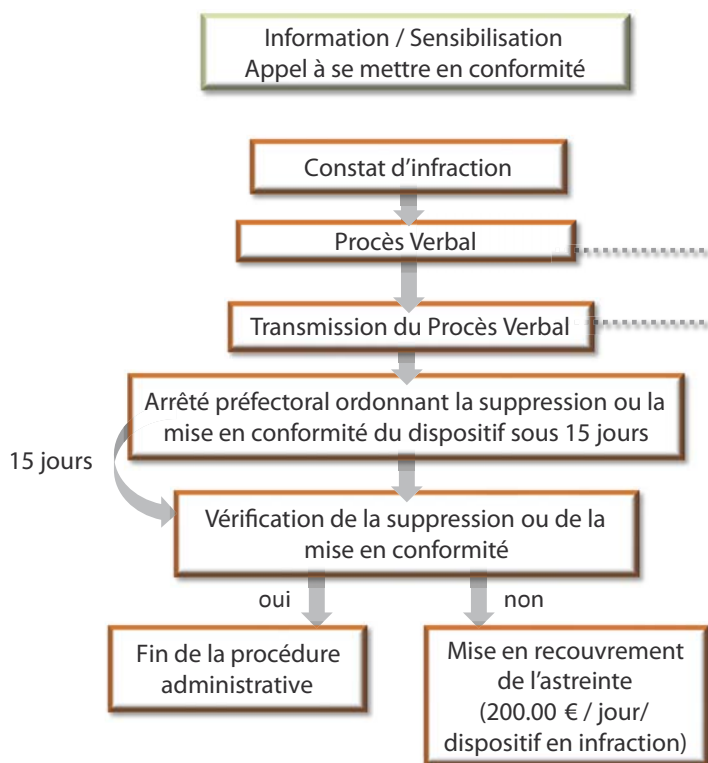 Information / Sensibilisation
Appel à se mettre en conformité
Constat d’infraction
Procès Verbal
Transmission du Procès Verbal
Arrêté préfectoral ordonnant la suppression ou la
mise en conformité du dispositif sous 15 jours
15 jours
Vérification de la suppression ou de la
mise en conformité
oui
non
Fin de la procédure
administrative
Mise en recouvrement
de l’astreinte
(200.00 € / jour/
dispositif en infraction)